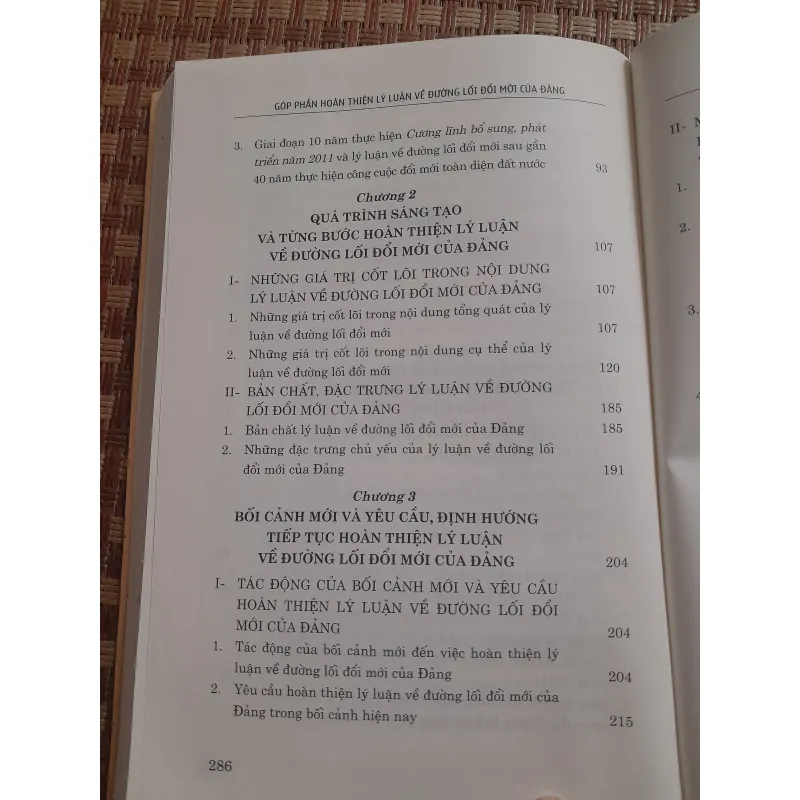 GÓP PHẦN HOÀN THIỆN LÝ LUẬN VỀ ĐƯỜNG LỐI ĐỔI MỚI CỦA ĐẢNG
3. Giai đoạn 10 năm thực hiện Cương lĩnh bổ sung, phát
triển năm 2011 và lý luận về đường lối đổi mới sau gần
40 năm thực hiện công cuộc đổi mới toàn diện đất nước 93
Chương 2
QUÁ TRÌNH SÁNG TẠO
VÀ TỪNG BƯỚC HOÀN THIỆN LÝ LUẬN
VỀ ĐƯỜNG LỐI ĐỔI MỚI CỦA ĐẢNG 107
I- NHỮNG GIÁ TRỊ CỐT LÕI TRONG NỘI DUNG
LÝ LUẬN VỀ ĐƯỜNG LỐI ĐỔI MỚI CỦA ĐẢNG 107
1. Những giá trị cốt lõi trong nội dung tổng quát của lý
luận về đường lối đổi mới 107
2. Những giá trị cốt lõi trong nội dung cụ thể của lý
luận về đường lối đổi mới 120
II- BẢN CHẤT, ĐẶC TRƯNG LÝ LUẬN VỀ ĐƯỜNG
LỐI ĐỔI MỚI CỦA ĐẢNG 185
1. Bản chất lý luận về đường lối đổi mới của Đảng 185
2. Những đặc trưng chủ yếu của lý luận về đường lối
đổi mới của Đảng 191
Chương 3
BỐI CẢNH MỚI VÀ YÊU CẦU, ĐỊNH HƯỚNG
TIẾP TỤC HOÀN THIỆN LÝ LUẬN
VỀ ĐƯỜNG LỐI ĐỔI MỚI CỦA ĐẢNG 204
I- TÁC ĐỘNG CỦA BỐI CẢNH MỚI VÀ YÊU CẦU
HOÀN THIỆN LÝ LUẬN VỀ ĐƯỜNG LỐI ĐỔI
MỚI CỦA ĐẢNG 204
1. Tác động của bối cảnh mới đến việc hoàn thiện lý
luận về đường lối đổi mới của Đảng 204
2. Yêu cầu hoàn thiện lý luận về đường lối đổi mới của
Đảng trong bối cảnh hiện nay 215
286
II-
1.
2.
3.